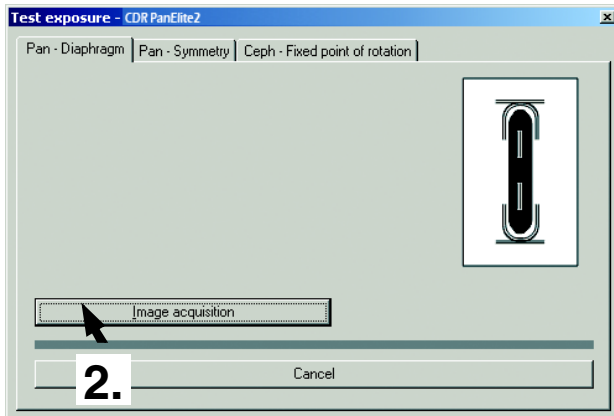 Test exposure - CDR PanElite2
Pan - Diaphragm Pan - Symmetry Ceph - Fixed point of rotation
Image acquisition
2.
Cancel